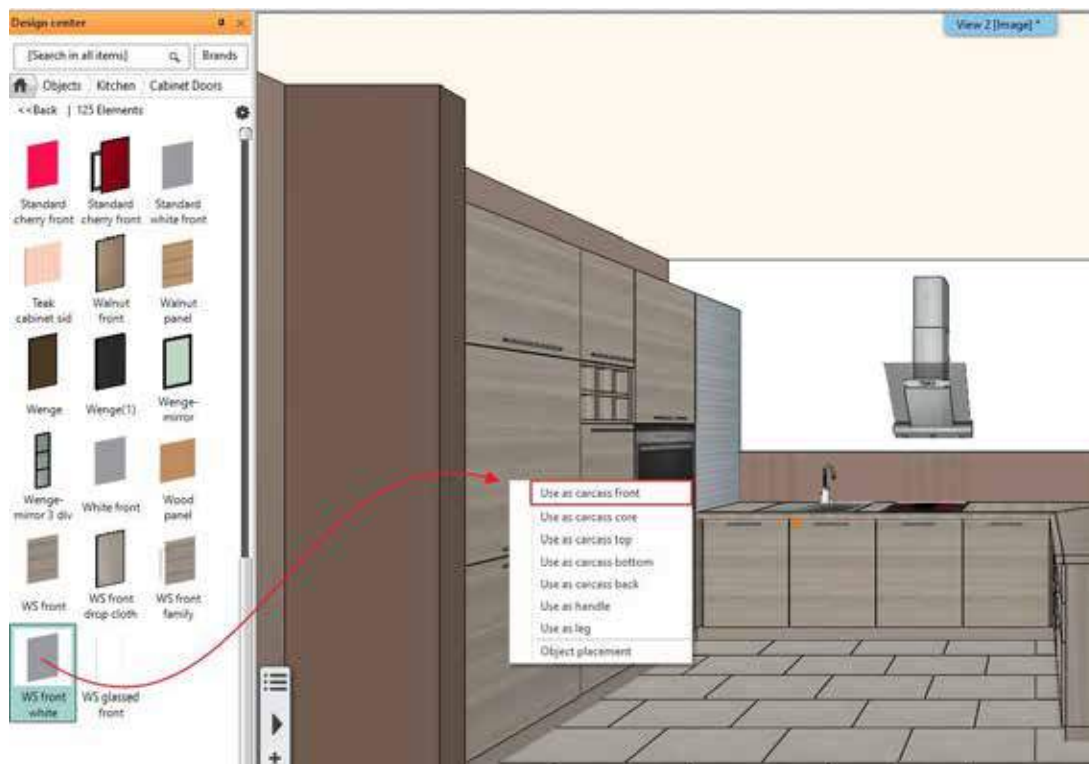 Design center
View 2 [Image] *
[Search in all items]
Brands
Objects
Kitchen
Cabinet Doors
<<Back | 125 Elements
Standard
cherry front
Standard
cherry front
Standard
white front
Teak
cabinet sid
Walnut
front
Walnut
panel
Wenge
Wenge(1)
Wenge-
mirror
Wenge-
mirror 3 div
White front
Wood
panel
WS front
WS front
drop cloth
WS front
family
WS front
white
WS glassed
front
Use as carcass front
Use as carcass core
Use as carcass top
Use as carcass bottom
Use as carcass back
Use as handle
Use as leg
Object placement